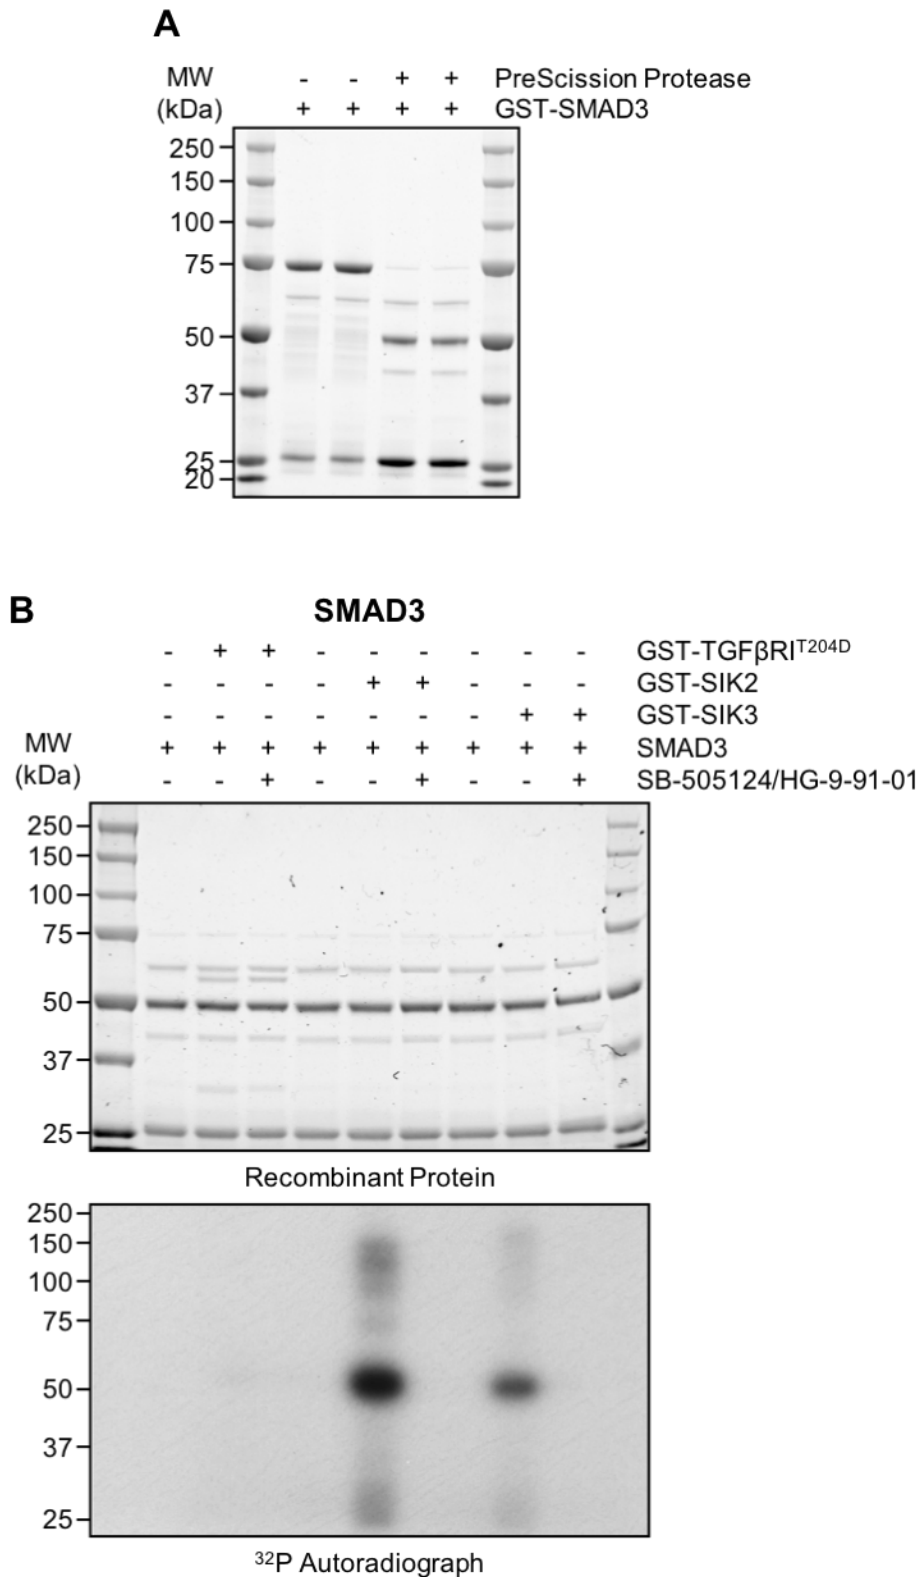 A
MW - - + + PreScission Protease
(kDa) + + + + GST-SMAD3
250
150
100
75
50
37
25
20
B SMAD3
- + + - - - - - - GST-TGFβRI^T204D
- - - - + + - - - GST-SIK2
- - - - - - - + + GST-SIK3
MW + + + + + + + + + SMAD3
(kDa) - - + - - + - - + SB-505124/HG-9-91-01
250
150
100
75
50
37
25
Recombinant Protein
250
150
100
75
50
37
25
³²P Autoradiograph